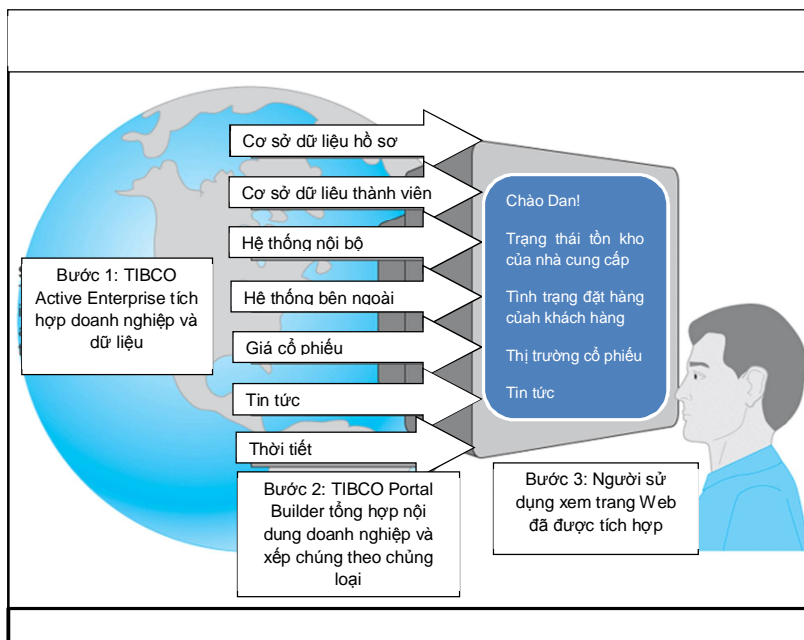 Cơ sở dữ liệu hồ sơ
Cơ sở dữ liêu thành viên
Hệ thống nội bộ
Hê thống bên ngoài
Giá cổ phiếu
Tin tức
Thời tiết
Chào Dan!
Trạng thái tồn kho
của nhà cung cấp
Tình trạng đặt hàng
củah khách hàng
Thị trường cổ phiếu
Tin tức
Bước 1: TIBCO
Active Enterprise tích
hợp doanh nghiệp và
dữ liệu
Bước 2: TIBCO Portal
Builder tổng hợp nội
dung doanh nghiệp và
xếp chúng theo chủng
loại
Bước 3: Người sử
dụng xem trang Web
đã được tích hợp